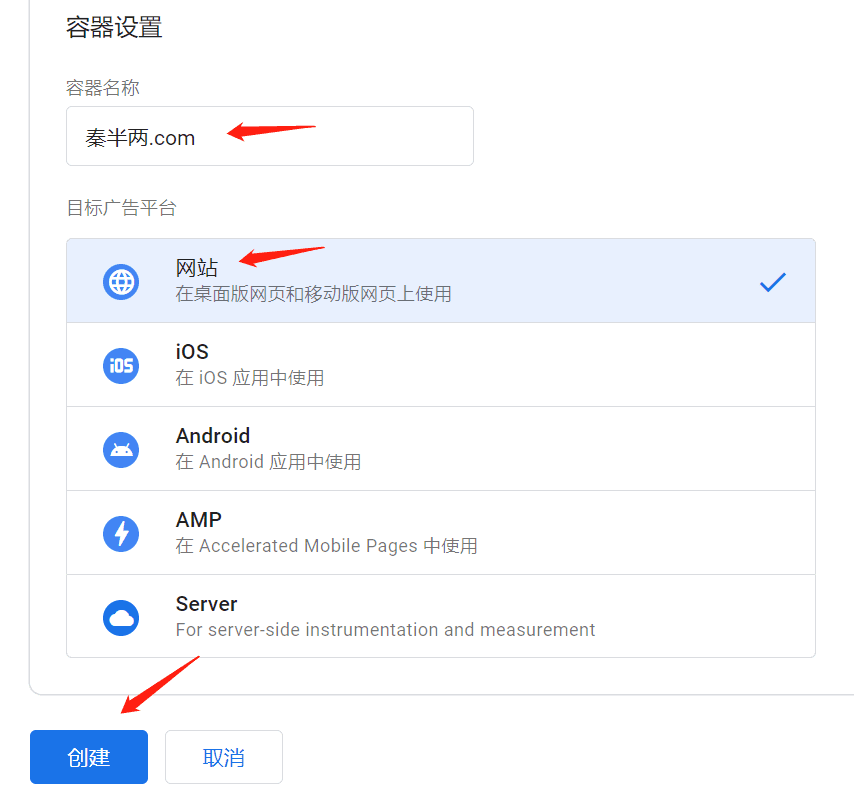 容器设置
容器名称
秦半两.com
目标广告平台
网站
在桌面版网页和移动版网页上使用
iOS
iOS
在 iOS 应用中使用
Android
在 Android 应用中使用
AMP
在 Accelerated Mobile Pages 中使用
Server
For server-side instrumentation and measurement
创建
取消